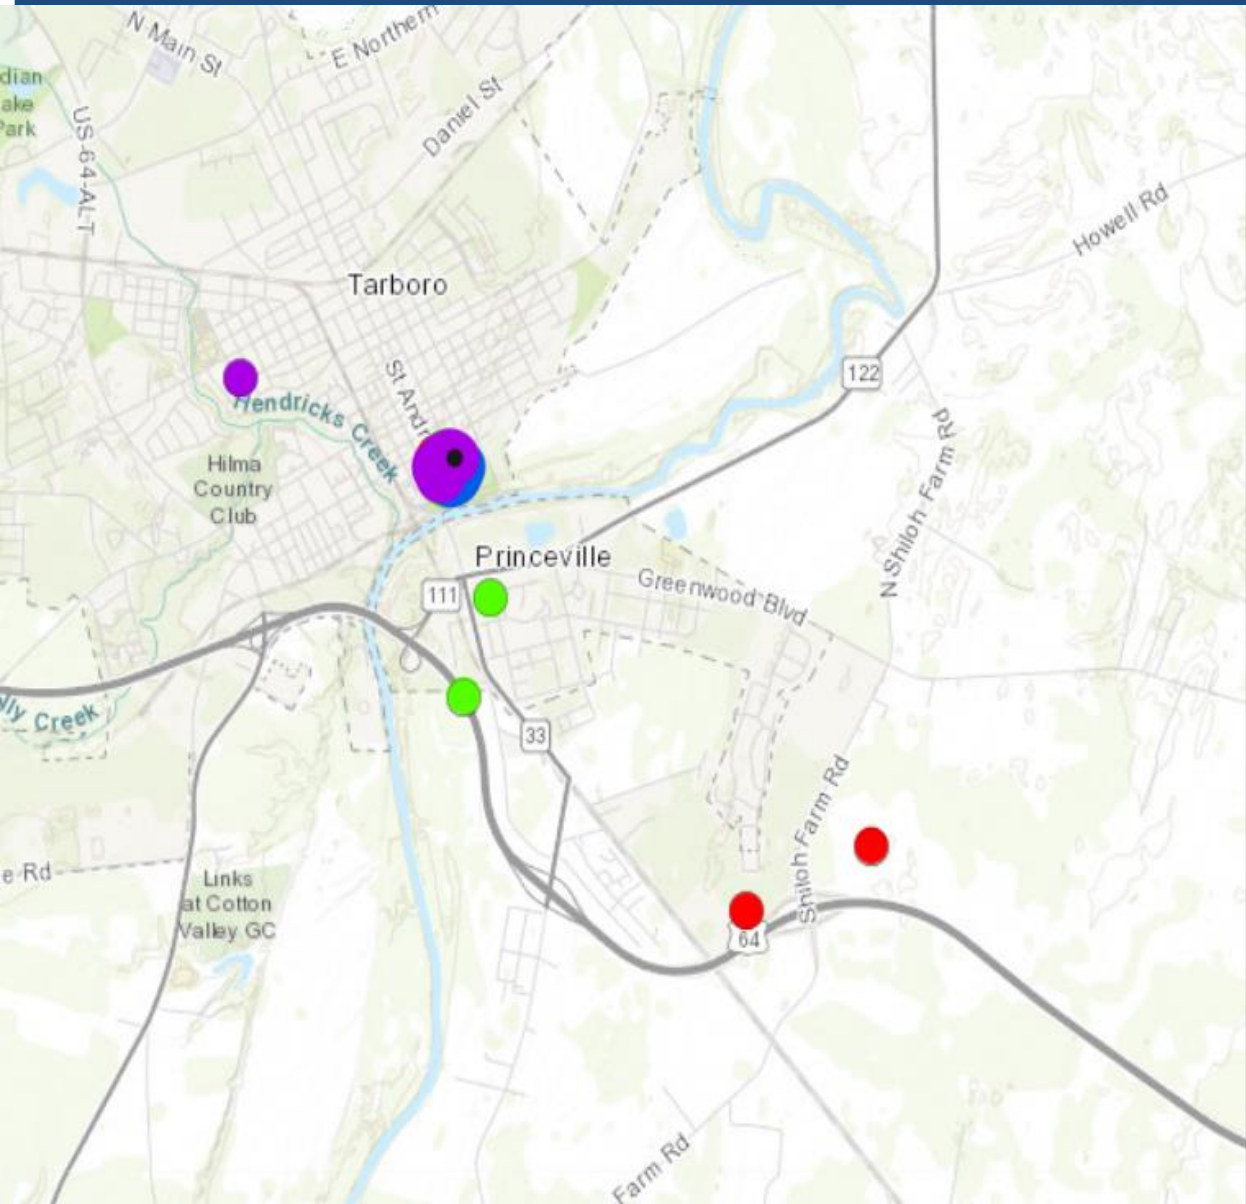 N Main St
E Northern
dian
ake
Park
Daniel St
US-64-ALT
Howell Rd
Tarboro
St Andr
122
Hendricks Creek
N Shiloh Farm Rd
Hilma
Country
Club
Princeville
Greenwood Blvd
111
lly Creek
33
Shiloh Farm Rd
e Rd
Links
at Cotton
Valley GC
64
Farm Rd